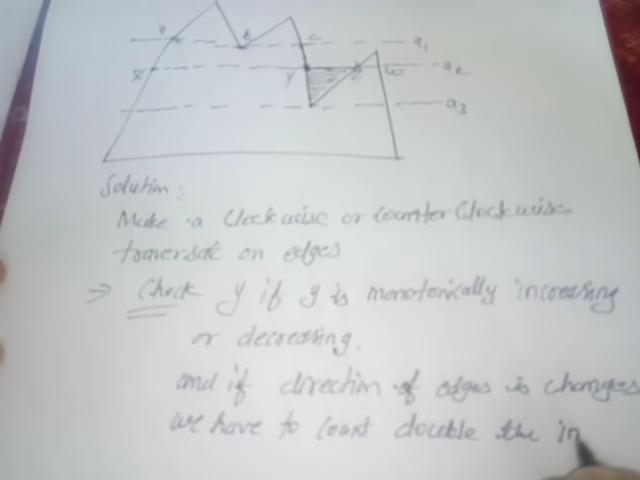 a b c a1
x y z w a2
a3
Solution:
Make a clockwise or counter clockwise
traversal on edges.
→ Check y if y is monotonically increasing
or decreasing.
and if direction of edges is changes
we have to count double the in